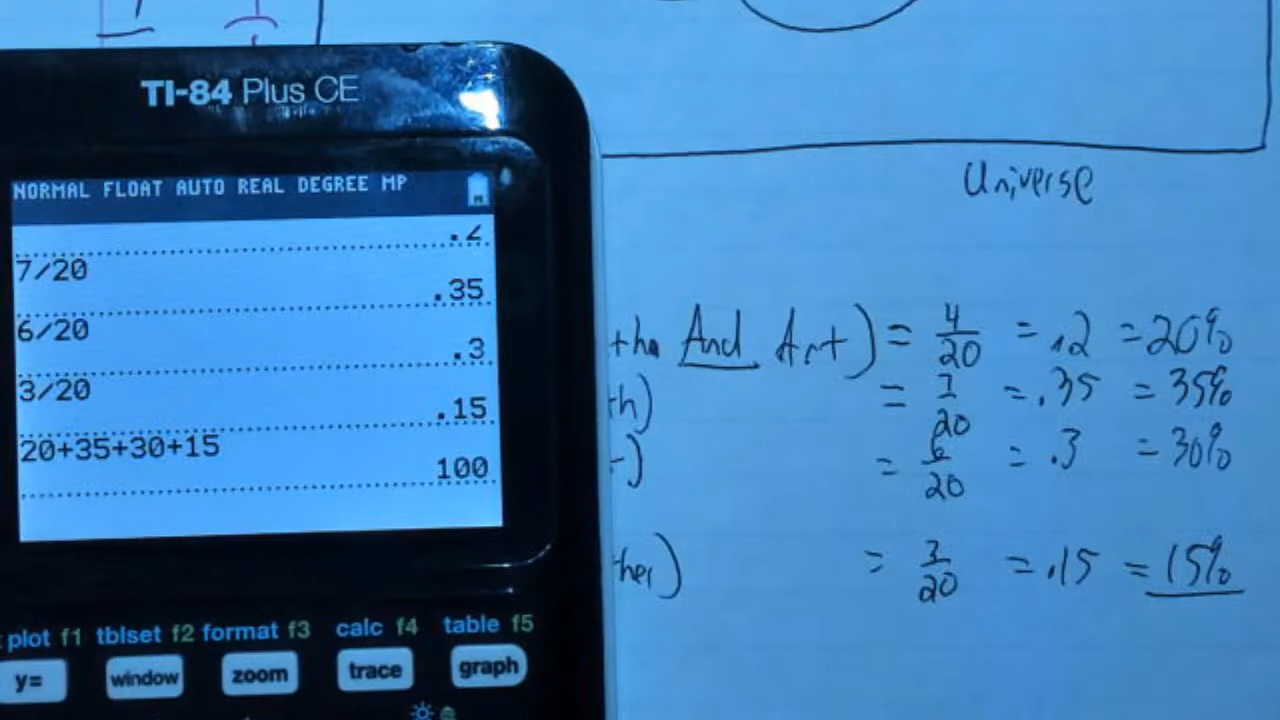 TI-84 Plus CE
NORMAL FLOAT AUTO REAL DEGREE MP
.2
7/20
.35
6/20
.3
3/20
.15
20+35+30+15
100
plot f1 tblset f2 format f3 calc f4 table f5
y= window zoom trace graph
Universe
And Art) = 4/20 = .2 = 20%
th) = 7/20 = .35 = 35%
) = 6/20 = .3 = 30%
her) = 3/20 = .15 = 15%